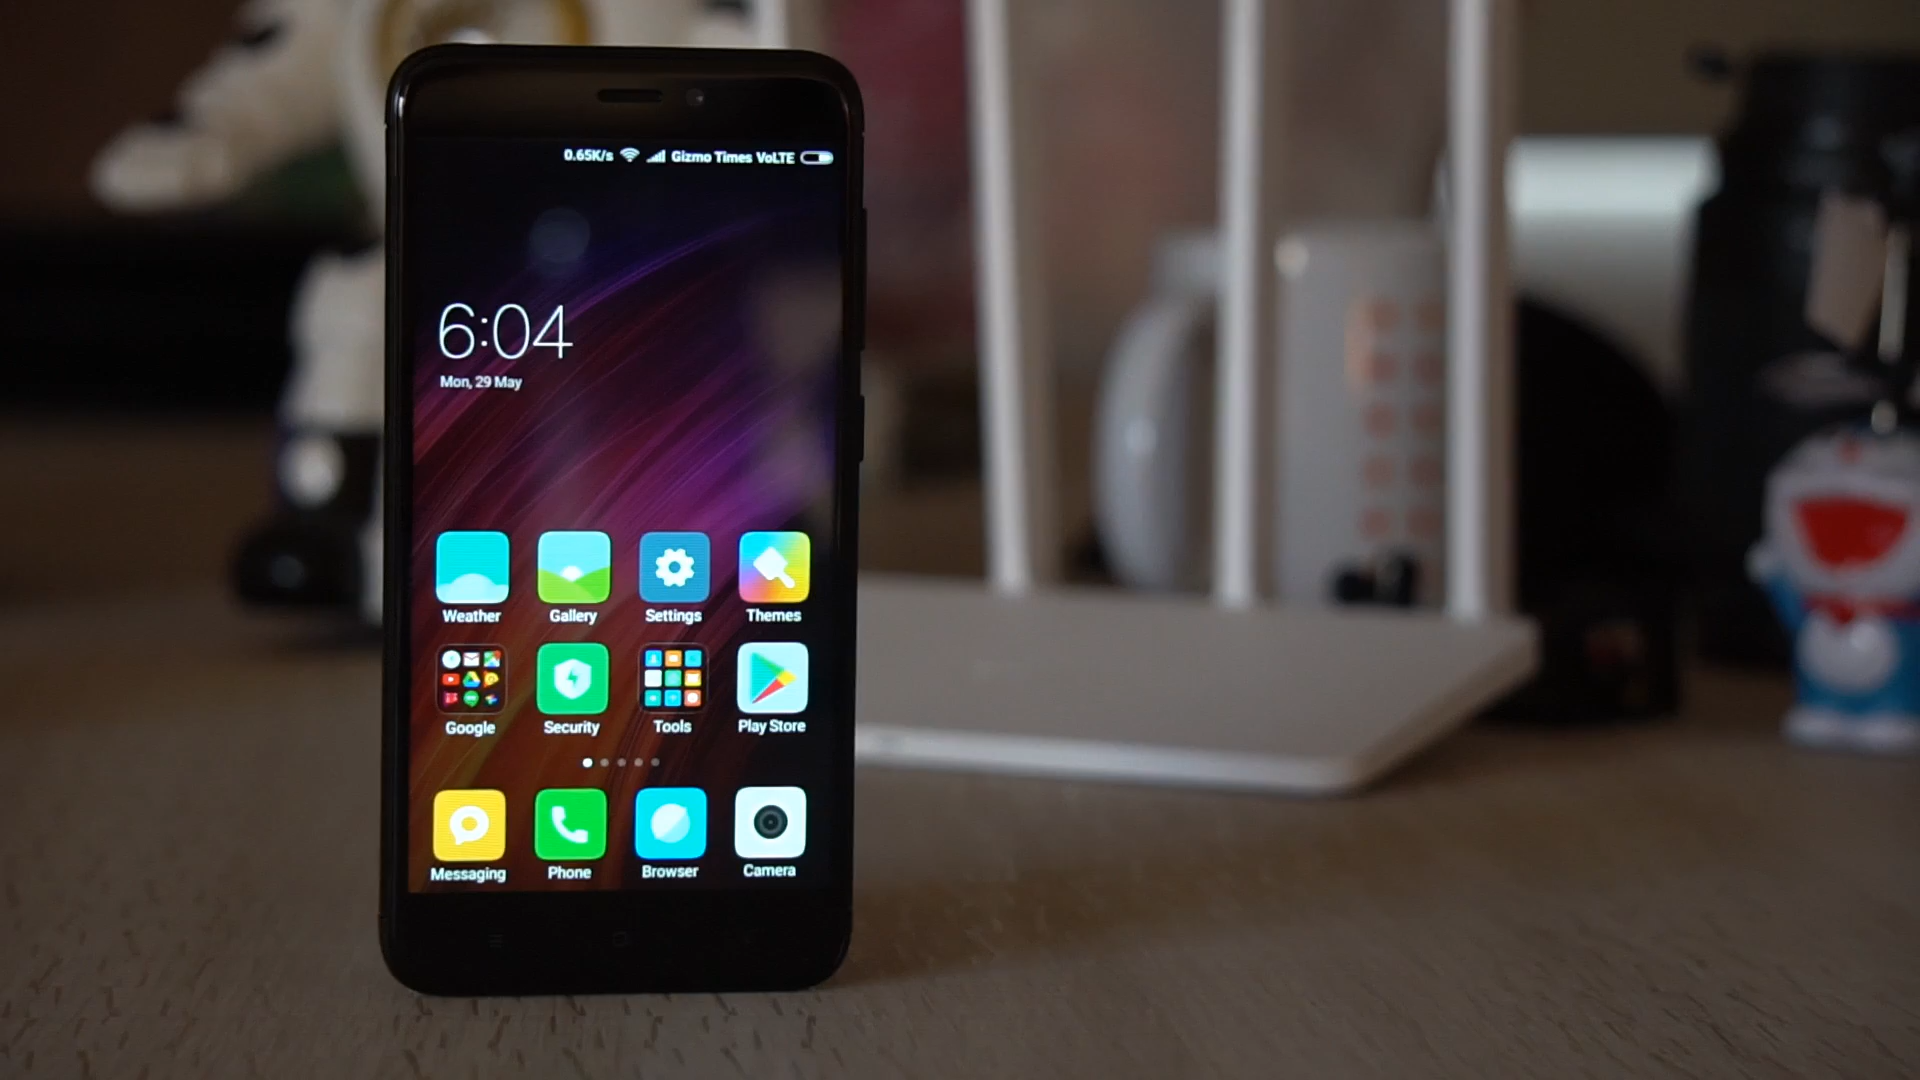 0.65K/s Gizmo Times VoLTE
6:04
Mon, 29 May
Weather Gallery Settings Themes
Google Security Tools Play Store
Messaging Phone Browser Camera